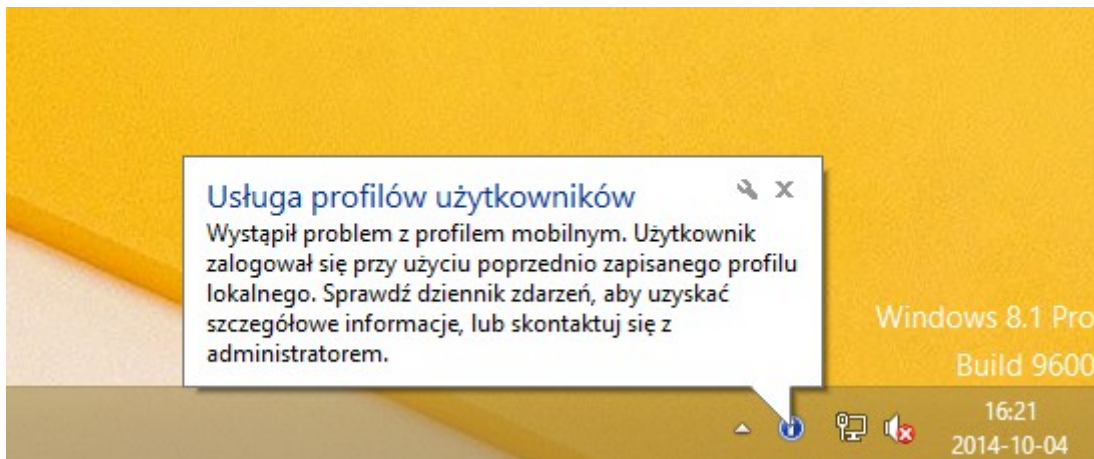 Usługa profilów użytkowników
Wystąpił problem z profilem mobilnym. Użytkownik
zalogował się przy użyciu poprzednio zapisanego profilu
lokalnego. Sprawdź dziennik zdarzeń, aby uzyskać
szczegółowe informacje, lub skontaktuj się z
administratorem.
Windows 8.1 Pro
Build 9600
16:21
2014-10-04